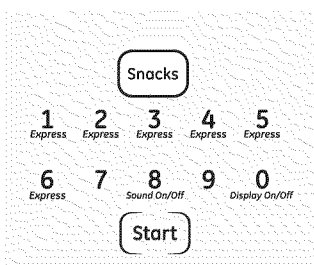 Snacks
1 2 3 4 5
Express Express Express Express Express
6 7 8 9 0
Express Sound On/Off Display On/Off
Start